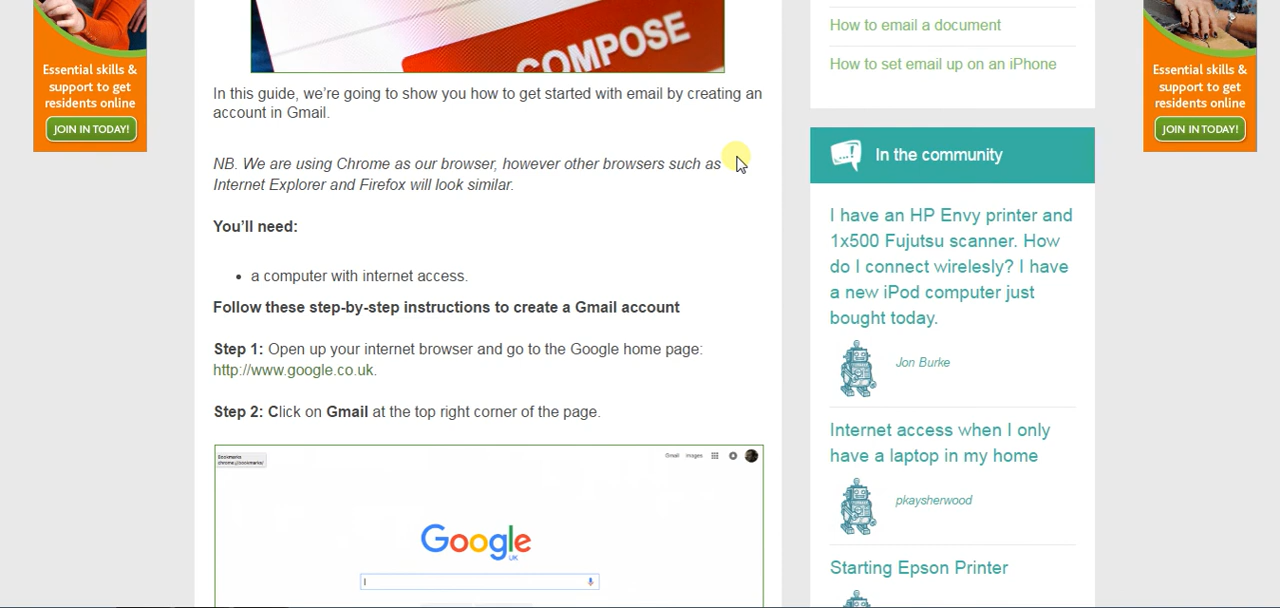 Essential skills &
support to get
residents online
JOIN IN TODAY!
COMPOSE
In this guide, we’re going to show you how to get started with email by creating an
account in Gmail.
NB. We are using Chrome as our browser, however other browsers such as
Internet Explorer and Firefox will look similar.
You’ll need:
• a computer with internet access.
Follow these step-by-step instructions to create a Gmail account
Step 1: Open up your internet browser and go to the Google home page:
http://www.google.co.uk.
Step 2: Click on Gmail at the top right corner of the page.
Bookmarks
chrome://bookmarks/
Gmail Images
Google
UK
How to email a document
How to set email up on an iPhone
In the community
I have an HP Envy printer and
1x500 Fujutsu scanner. How
do I connect wirelesly? I have
a new iPod computer just
bought today.
Jon Burke
Internet access when I only
have a laptop in my home
pkaysherwood
Starting Epson Printer
Essential skills &
support to get
residents online
JOIN IN TODAY!